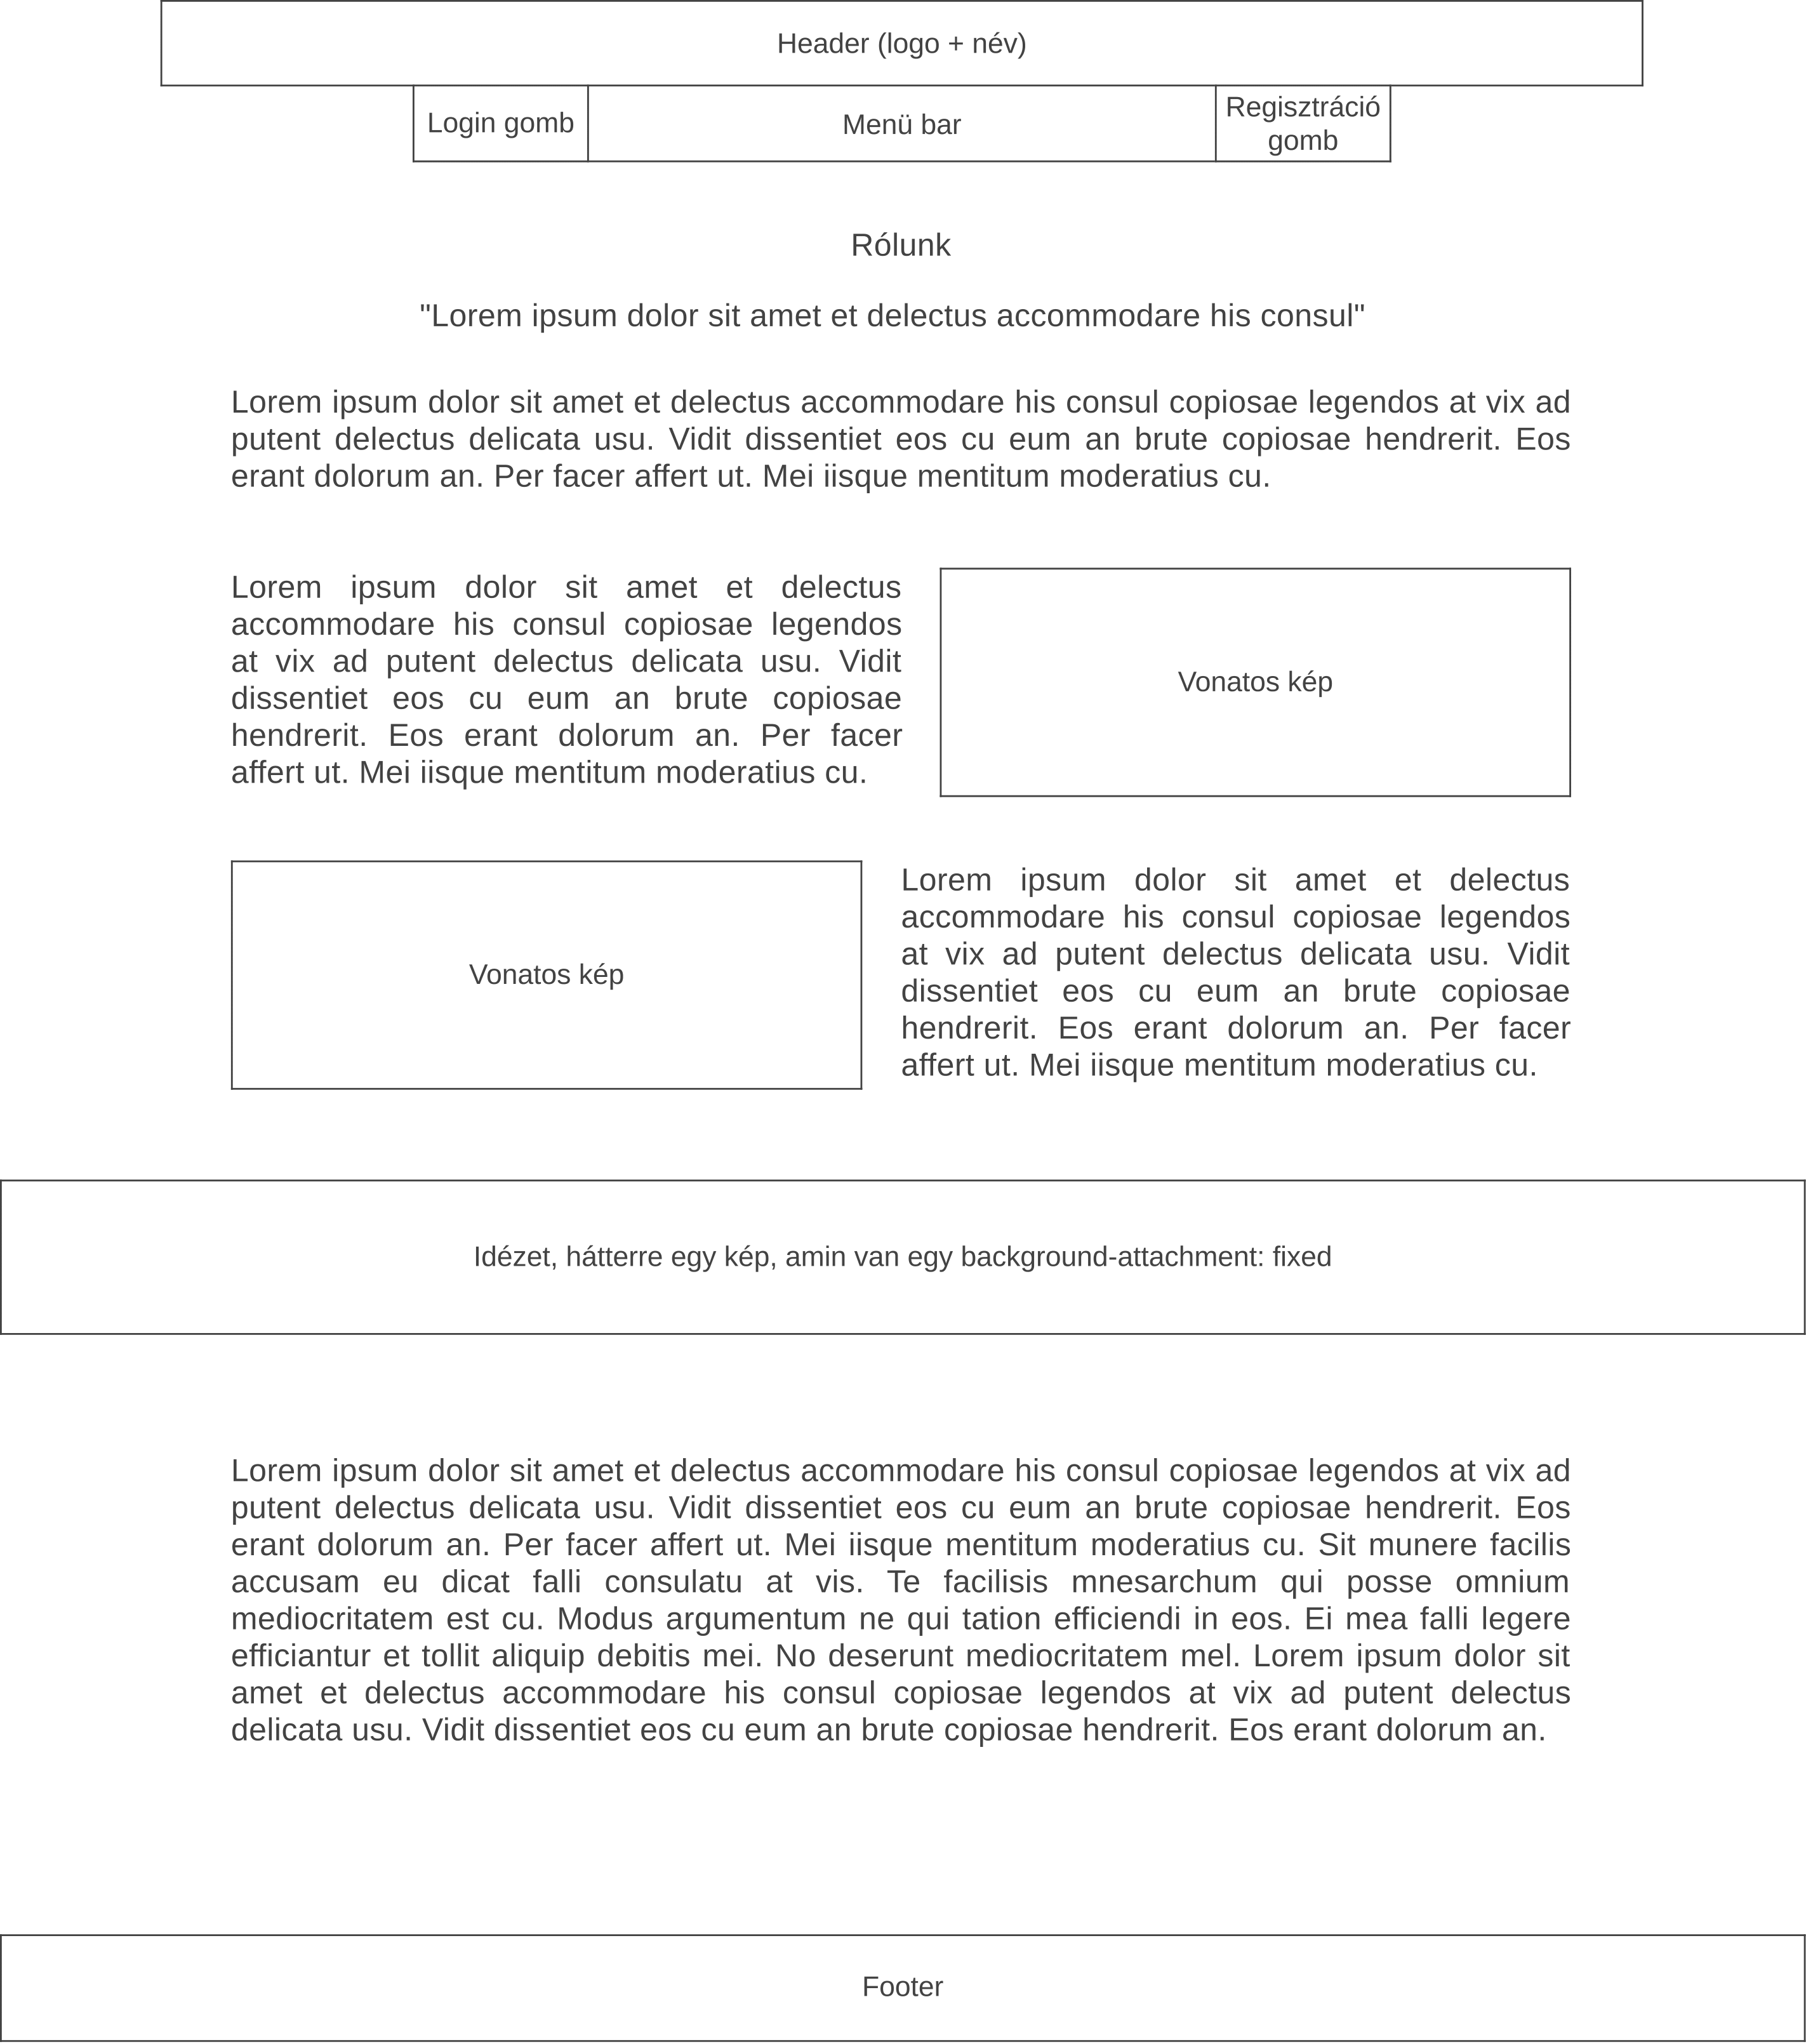 Header (logo + név)
Login gomb
Menü bar
Regisztráció
gomb
Rólunk
"Lorem ipsum dolor sit amet et delectus accommodare his consul"
Lorem ipsum dolor sit amet et delectus accommodare his consul copiosae legendos at vix ad
putent delectus delicata usu. Vidit dissentiet eos cu eum an brute copiosae hendrerit. Eos
erant dolorum an. Per facer affert ut. Mei iisque mentitum moderatius cu.
Lorem ipsum dolor sit amet et delectus
accommodare his consul copiosae legendos
at vix ad putent delectus delicata usu. Vidit
dissentiet eos cu eum an brute copiosae
hendrerit. Eos erant dolorum an. Per facer
affert ut. Mei iisque mentitum moderatius cu.
Vonatos kép
Vonatos kép
Lorem ipsum dolor sit amet et delectus
accommodare his consul copiosae legendos
at vix ad putent delectus delicata usu. Vidit
dissentiet eos cu eum an brute copiosae
hendrerit. Eos erant dolorum an. Per facer
affert ut. Mei iisque mentitum moderatius cu.
Idézet, hátterre egy kép, amin van egy background-attachment: fixed
Lorem ipsum dolor sit amet et delectus accommodare his consul copiosae legendos at vix ad
putent delectus delicata usu. Vidit dissentiet eos cu eum an brute copiosae hendrerit. Eos
erant dolorum an. Per facer affert ut. Mei iisque mentitum moderatius cu. Sit munere facilis
accusam eu dicat falli consulatu at vis. Te facilisis mnesarchum qui posse omnium
mediocritatem est cu. Modus argumentum ne qui tation efficiendi in eos. Ei mea falli legere
efficiantur et tollit aliquip debitis mei. No deserunt mediocritatem mel. Lorem ipsum dolor sit
amet et delectus accommodare his consul copiosae legendos at vix ad putent delectus
delicata usu. Vidit dissentiet eos cu eum an brute copiosae hendrerit. Eos erant dolorum an.
Footer